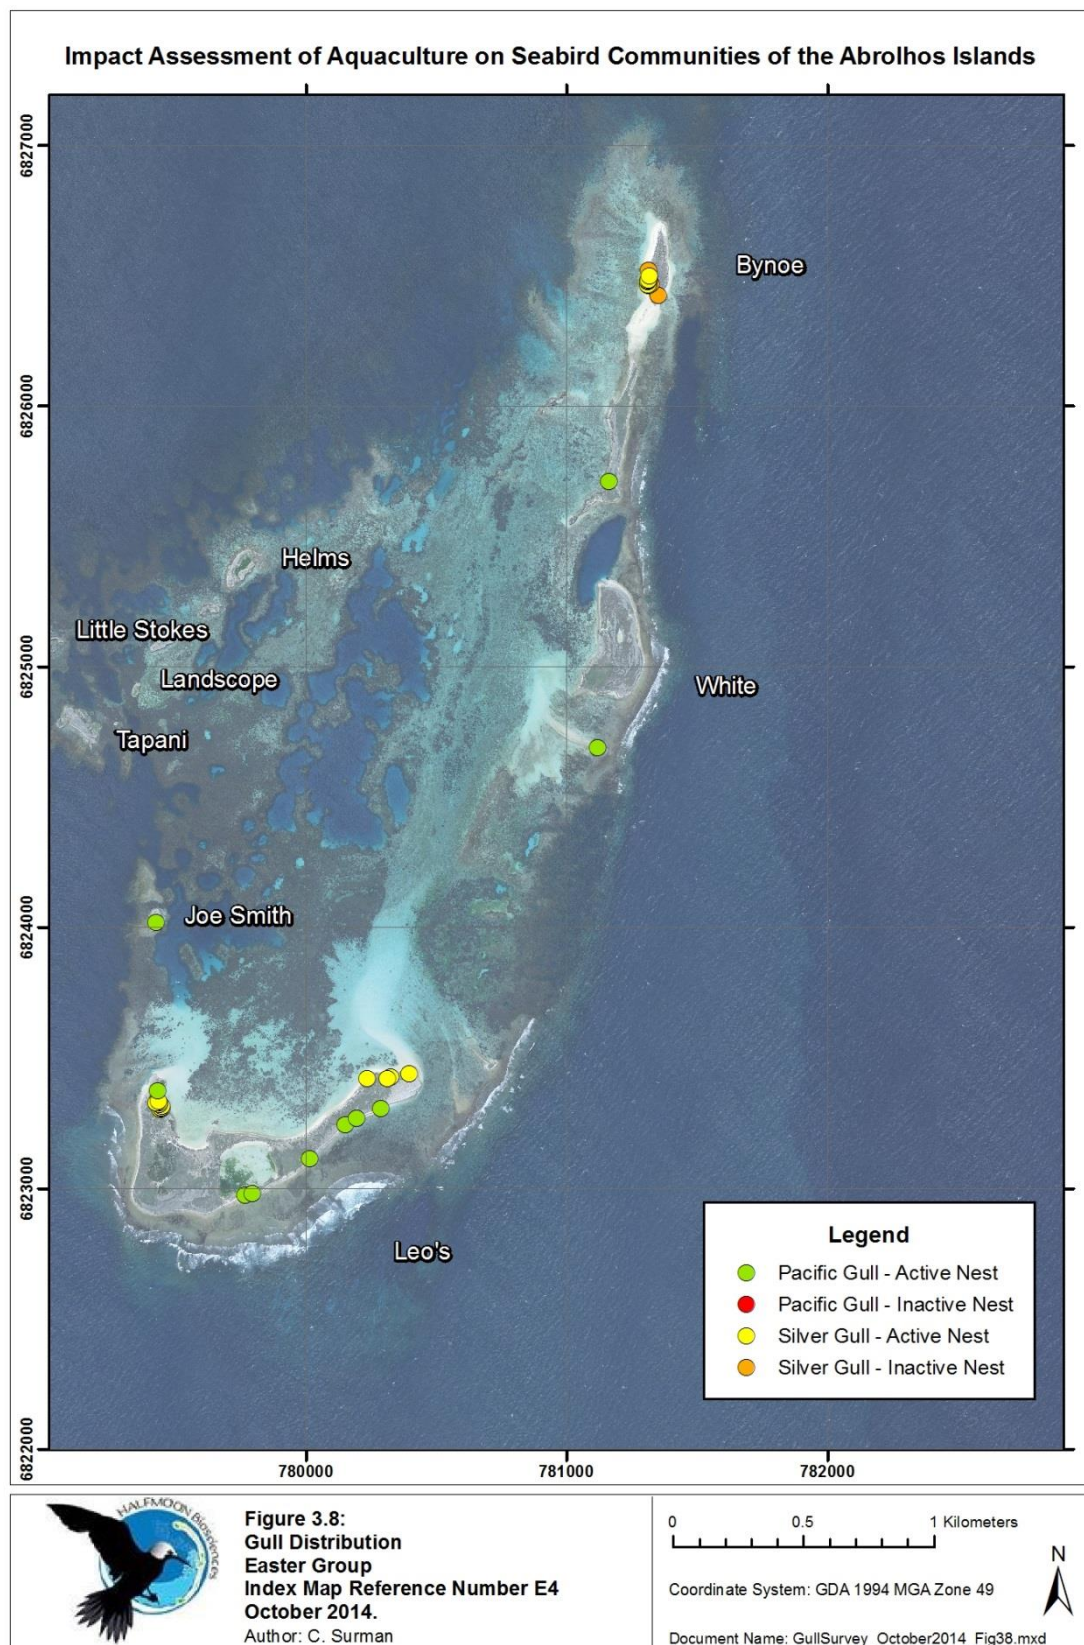 Impact Assessment of Aquaculture on Seabird Communities of the Abrolhos Islands
6827000
Bynoe
6826000
Helms
Little Stokes
6825000
Landscope
White
Tapani
Joe Smith
6824000
6823000
Leo's
Legend
Pacific Gull - Active Nest
Pacific Gull - Inactive Nest
Silver Gull - Active Nest
Silver Gull - Inactive Nest
6822000
780000 781000 782000
HALFMOON Biosciences
Figure 3.8:
Gull Distribution
Easter Group
Index Map Reference Number E4
October 2014.
Author: C. Surman
0 0.5 1 Kilometers
N
Coordinate System: GDA 1994 MGA Zone 49
Document Name: GullSurvey_October2014_Fig38.mxd